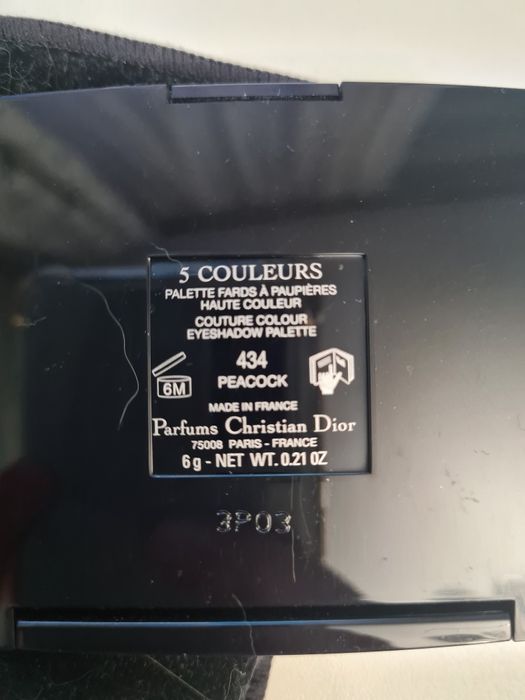 5 COULEURS
PALETTE FARDS À PAUPIÈRES
HAUTE COULEUR
COUTURE COLOUR
EYESHADOW PALETTE
434
PEACOCK
6M
MADE IN FRANCE
Parfums Christian Dior
75008 PARIS - FRANCE
6 g - NET WT. 0.21 OZ
3P03